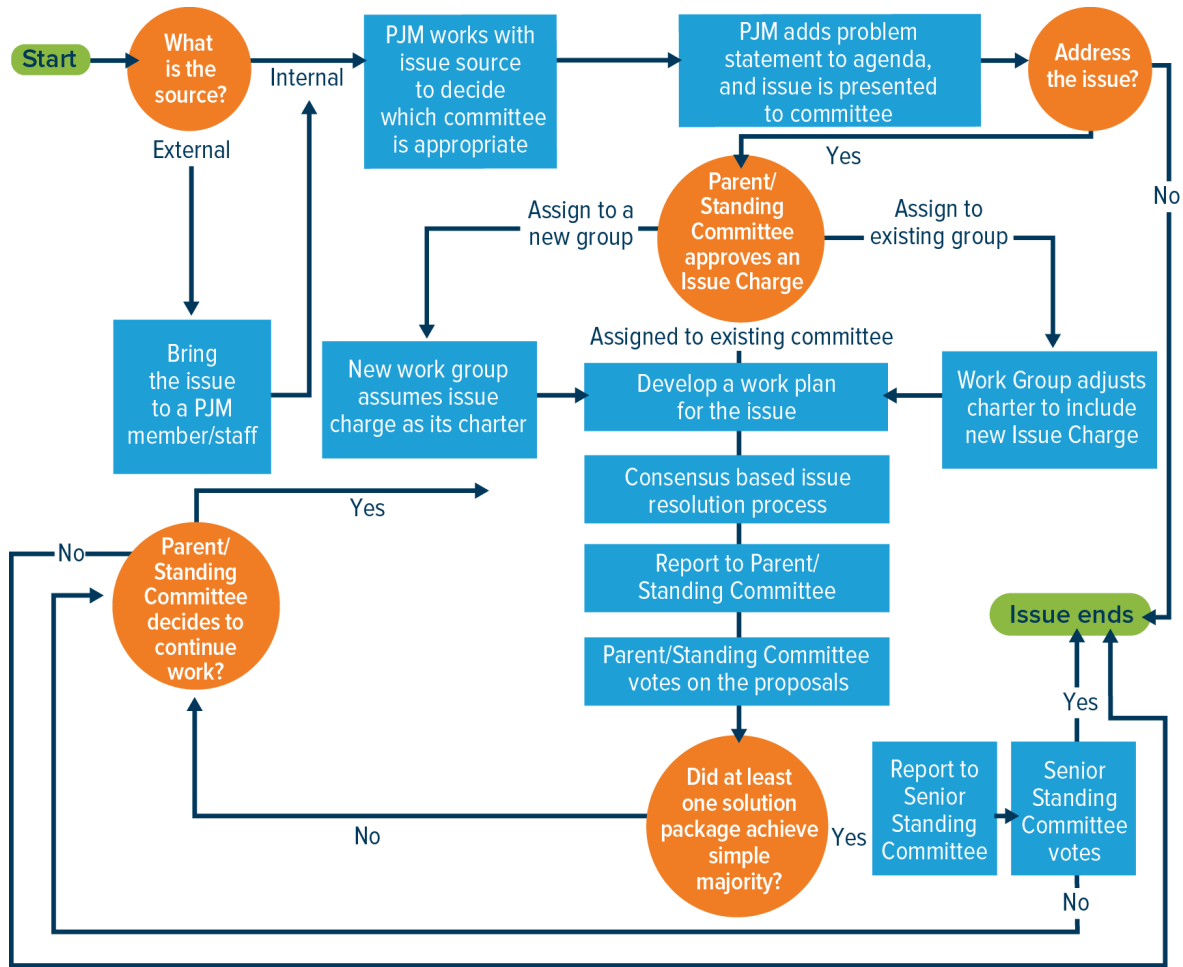 Start
What
is the
source?
Internal
External
PJM works with
issue source
to decide
which committee
is appropriate
PJM adds problem
statement to agenda,
and issue is presented
to committee
Address
the issue?
Yes
No
Parent/
Standing
Committee
approves an
Issue Charge
Assign to a
new group
Assign to
existing group
Assigned to existing committee
Bring
the issue
to a PJM
member/staff
New work group
assumes issue
charge as its charter
Develop a work plan
for the issue
Work Group adjusts
charter to include
new Issue Charge
Consensus based issue
resolution process
Report to Parent/
Standing Committee
Parent/Standing Committee
votes on the proposals
Yes
No
Parent/
Standing
Committee
decides to
continue
work?
Issue ends
Did at least
one solution
package achieve
simple
majority?
No
Yes
Report to
Senior
Standing
Committee
Senior
Standing
Committee
votes
Yes
No